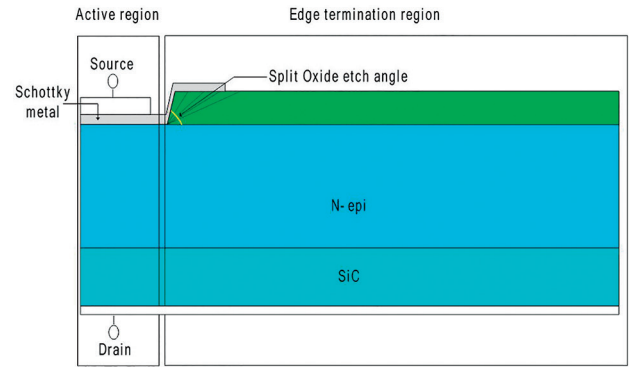 Active region
Edge termination region
Source
Split Oxide etch angle
Schottky
metal
N- epi
SiC
Drain